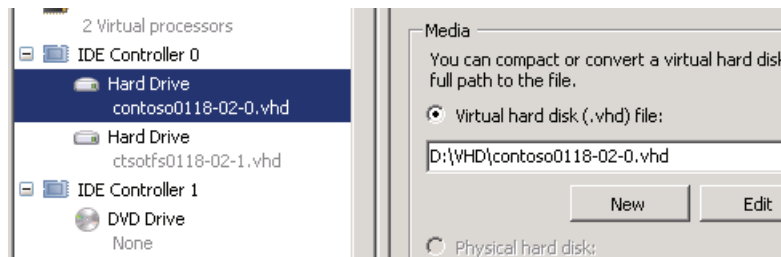 2 Virtual processors
IDE Controller 0
Hard Drive
contoso0118-02-0.vhd
Hard Drive
ctsotfs0118-02-1.vhd
IDE Controller 1
DVD Drive
None
Media
You can compact or convert a virtual hard disk
full path to the file.
Virtual hard disk (.vhd) file:
D:\VHD\contoso0118-02-0.vhd
New
Edit
Physical hard disk: